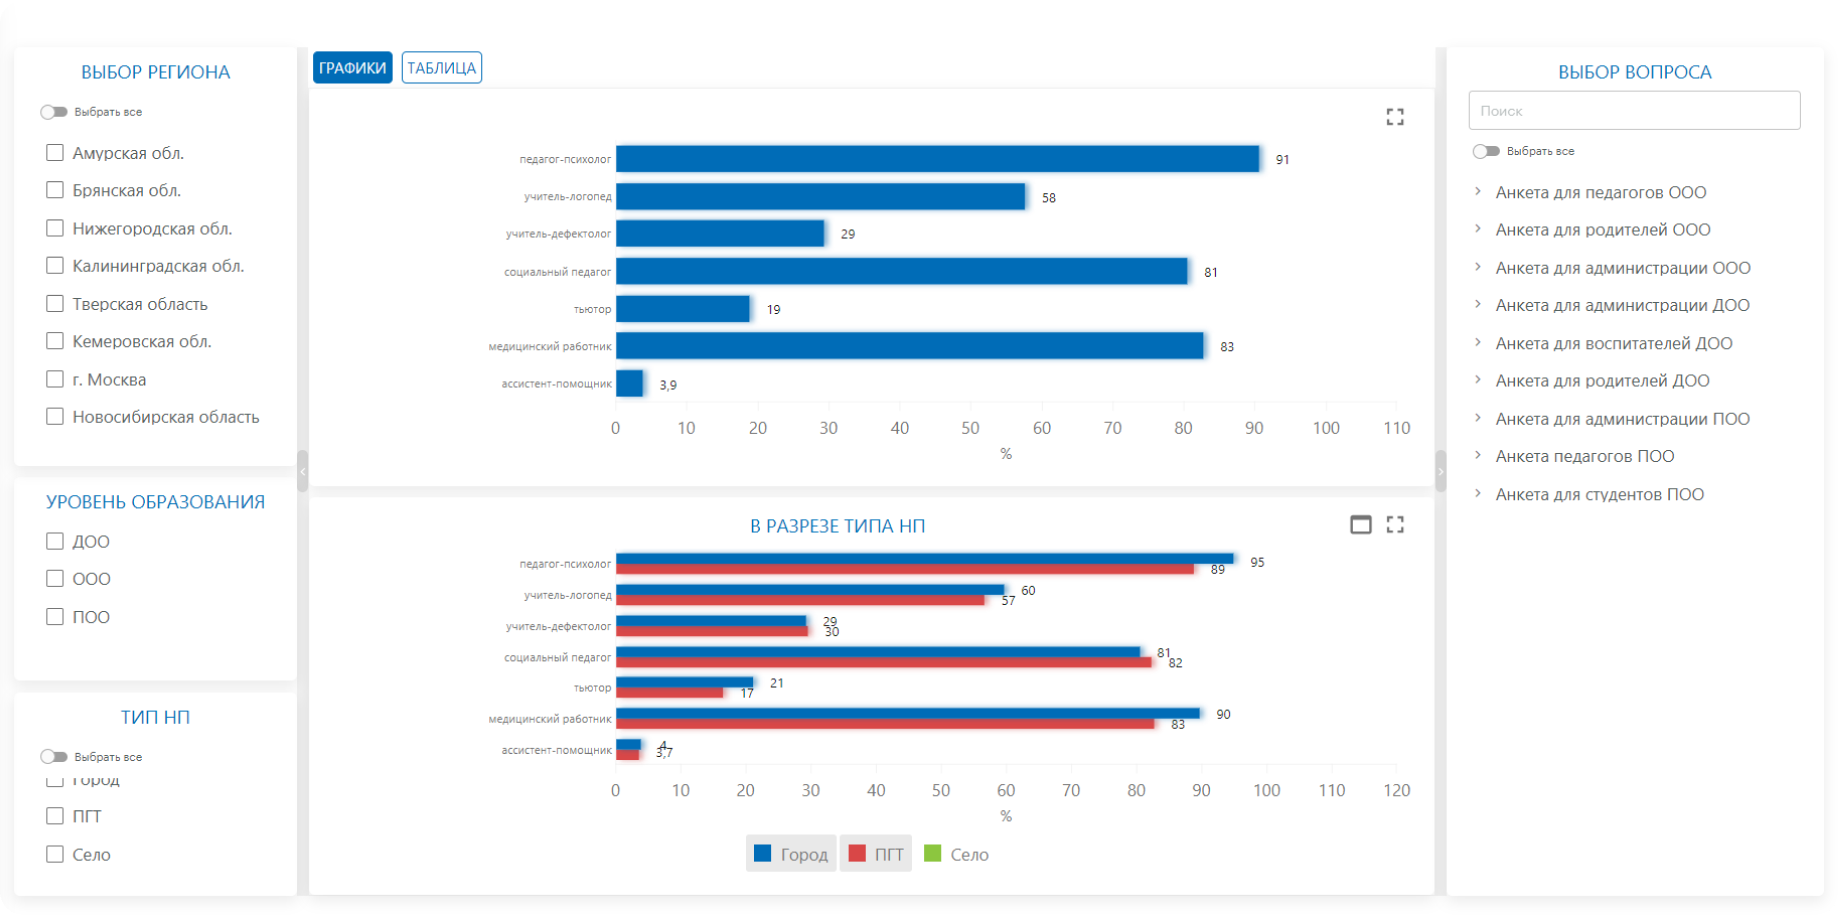 ВЫБОР РЕГИОНА
Выбрать все
Амурская обл.
Брянская обл.
Нижегородская обл.
Калининградская обл.
Тверская область
Кемеровская обл.
г. Москва
Новосибирская область
УРОВЕНЬ ОБРАЗОВАНИЯ
ДОО
ООО
ПОО
ТИП НП
Выбрать все
Город
ПГТ
Село
ГРАФИКИ ТАБЛИЦА
педагог-психолог 91
учитель-логопед 58
учитель-дефектолог 29
социальный педагог 81
тьютор 19
медицинский работник 83
ассистент-помощник 3,9
0 10 20 30 40 50 60 70 80 90 100 110
%
В РАЗРЕЗЕ ТИПА НП
педагог-психолог 95
89
учитель-логопед 60
57
учитель-дефектолог 29
30
социальный педагог 81
82
тьютор 21
17
медицинский работник 90
83
ассистент-помощник 4
3,7
0 10 20 30 40 50 60 70 80 90 100 110 120
%
Город ПГТ Село
ВЫБОР ВОПРОСА
Поиск
Выбрать все
Анкета для педагогов ООО
Анкета для родителей ООО
Анкета для администрации ООО
Анкета для администрации ДОО
Анкета для воспитателей ДОО
Анкета для родителей ДОО
Анкета для администрации ПОО
Анкета педагогов ПОО
Анкета для студентов ПОО